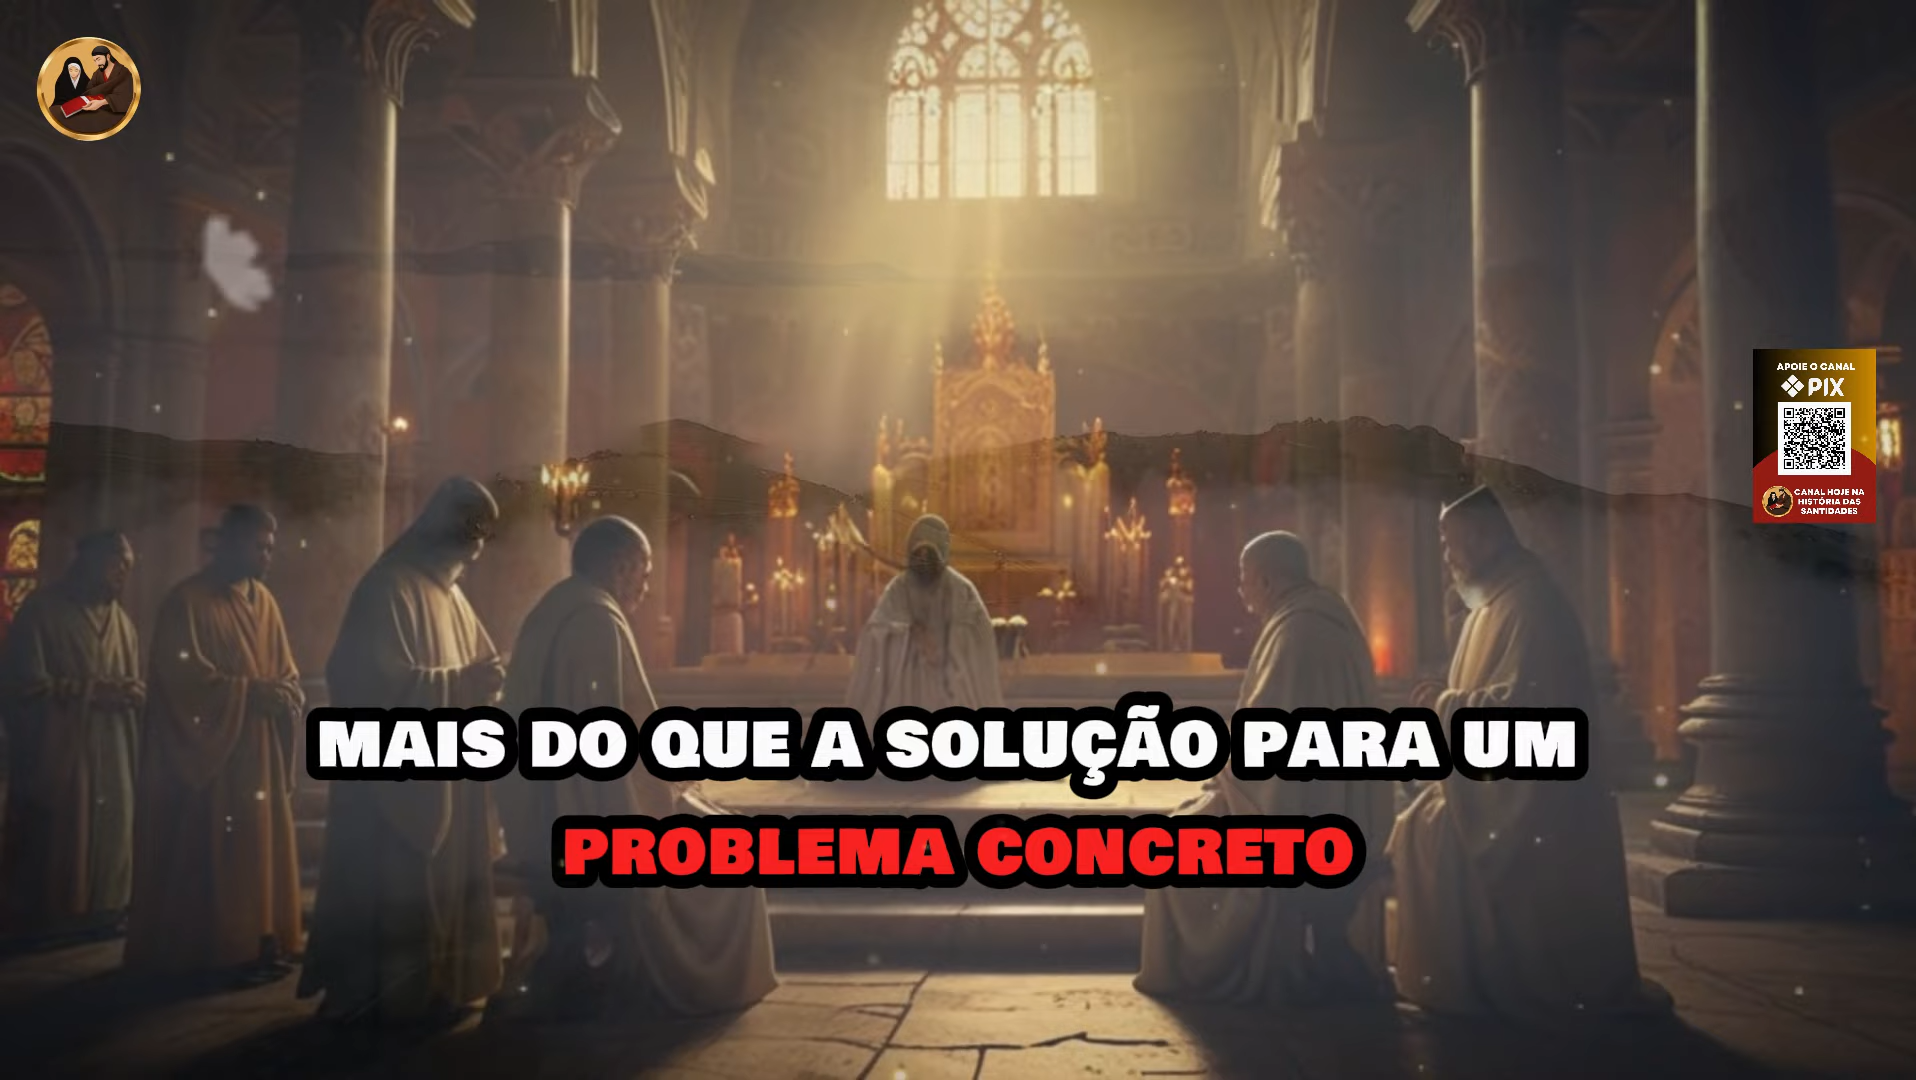 APOIE O CANAL
PIX
CANAL HOJE NA
HISTÓRIA DAS
SANTIDADES
MAIS DO QUE A SOLUÇÃO PARA UM
PROBLEMA CONCRETO